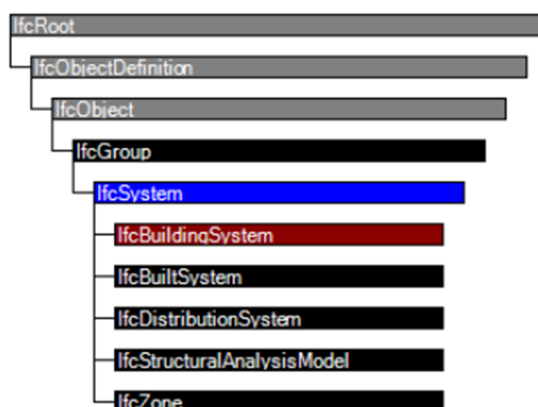 IfcRoot
IfcObjectDefinition
IfcObject
IfcGroup
IfcSystem
IfcBuildingSystem
IfcBuiltSystem
IfcDistributionSystem
IfcStructuralAnalysisModel
IfcZone